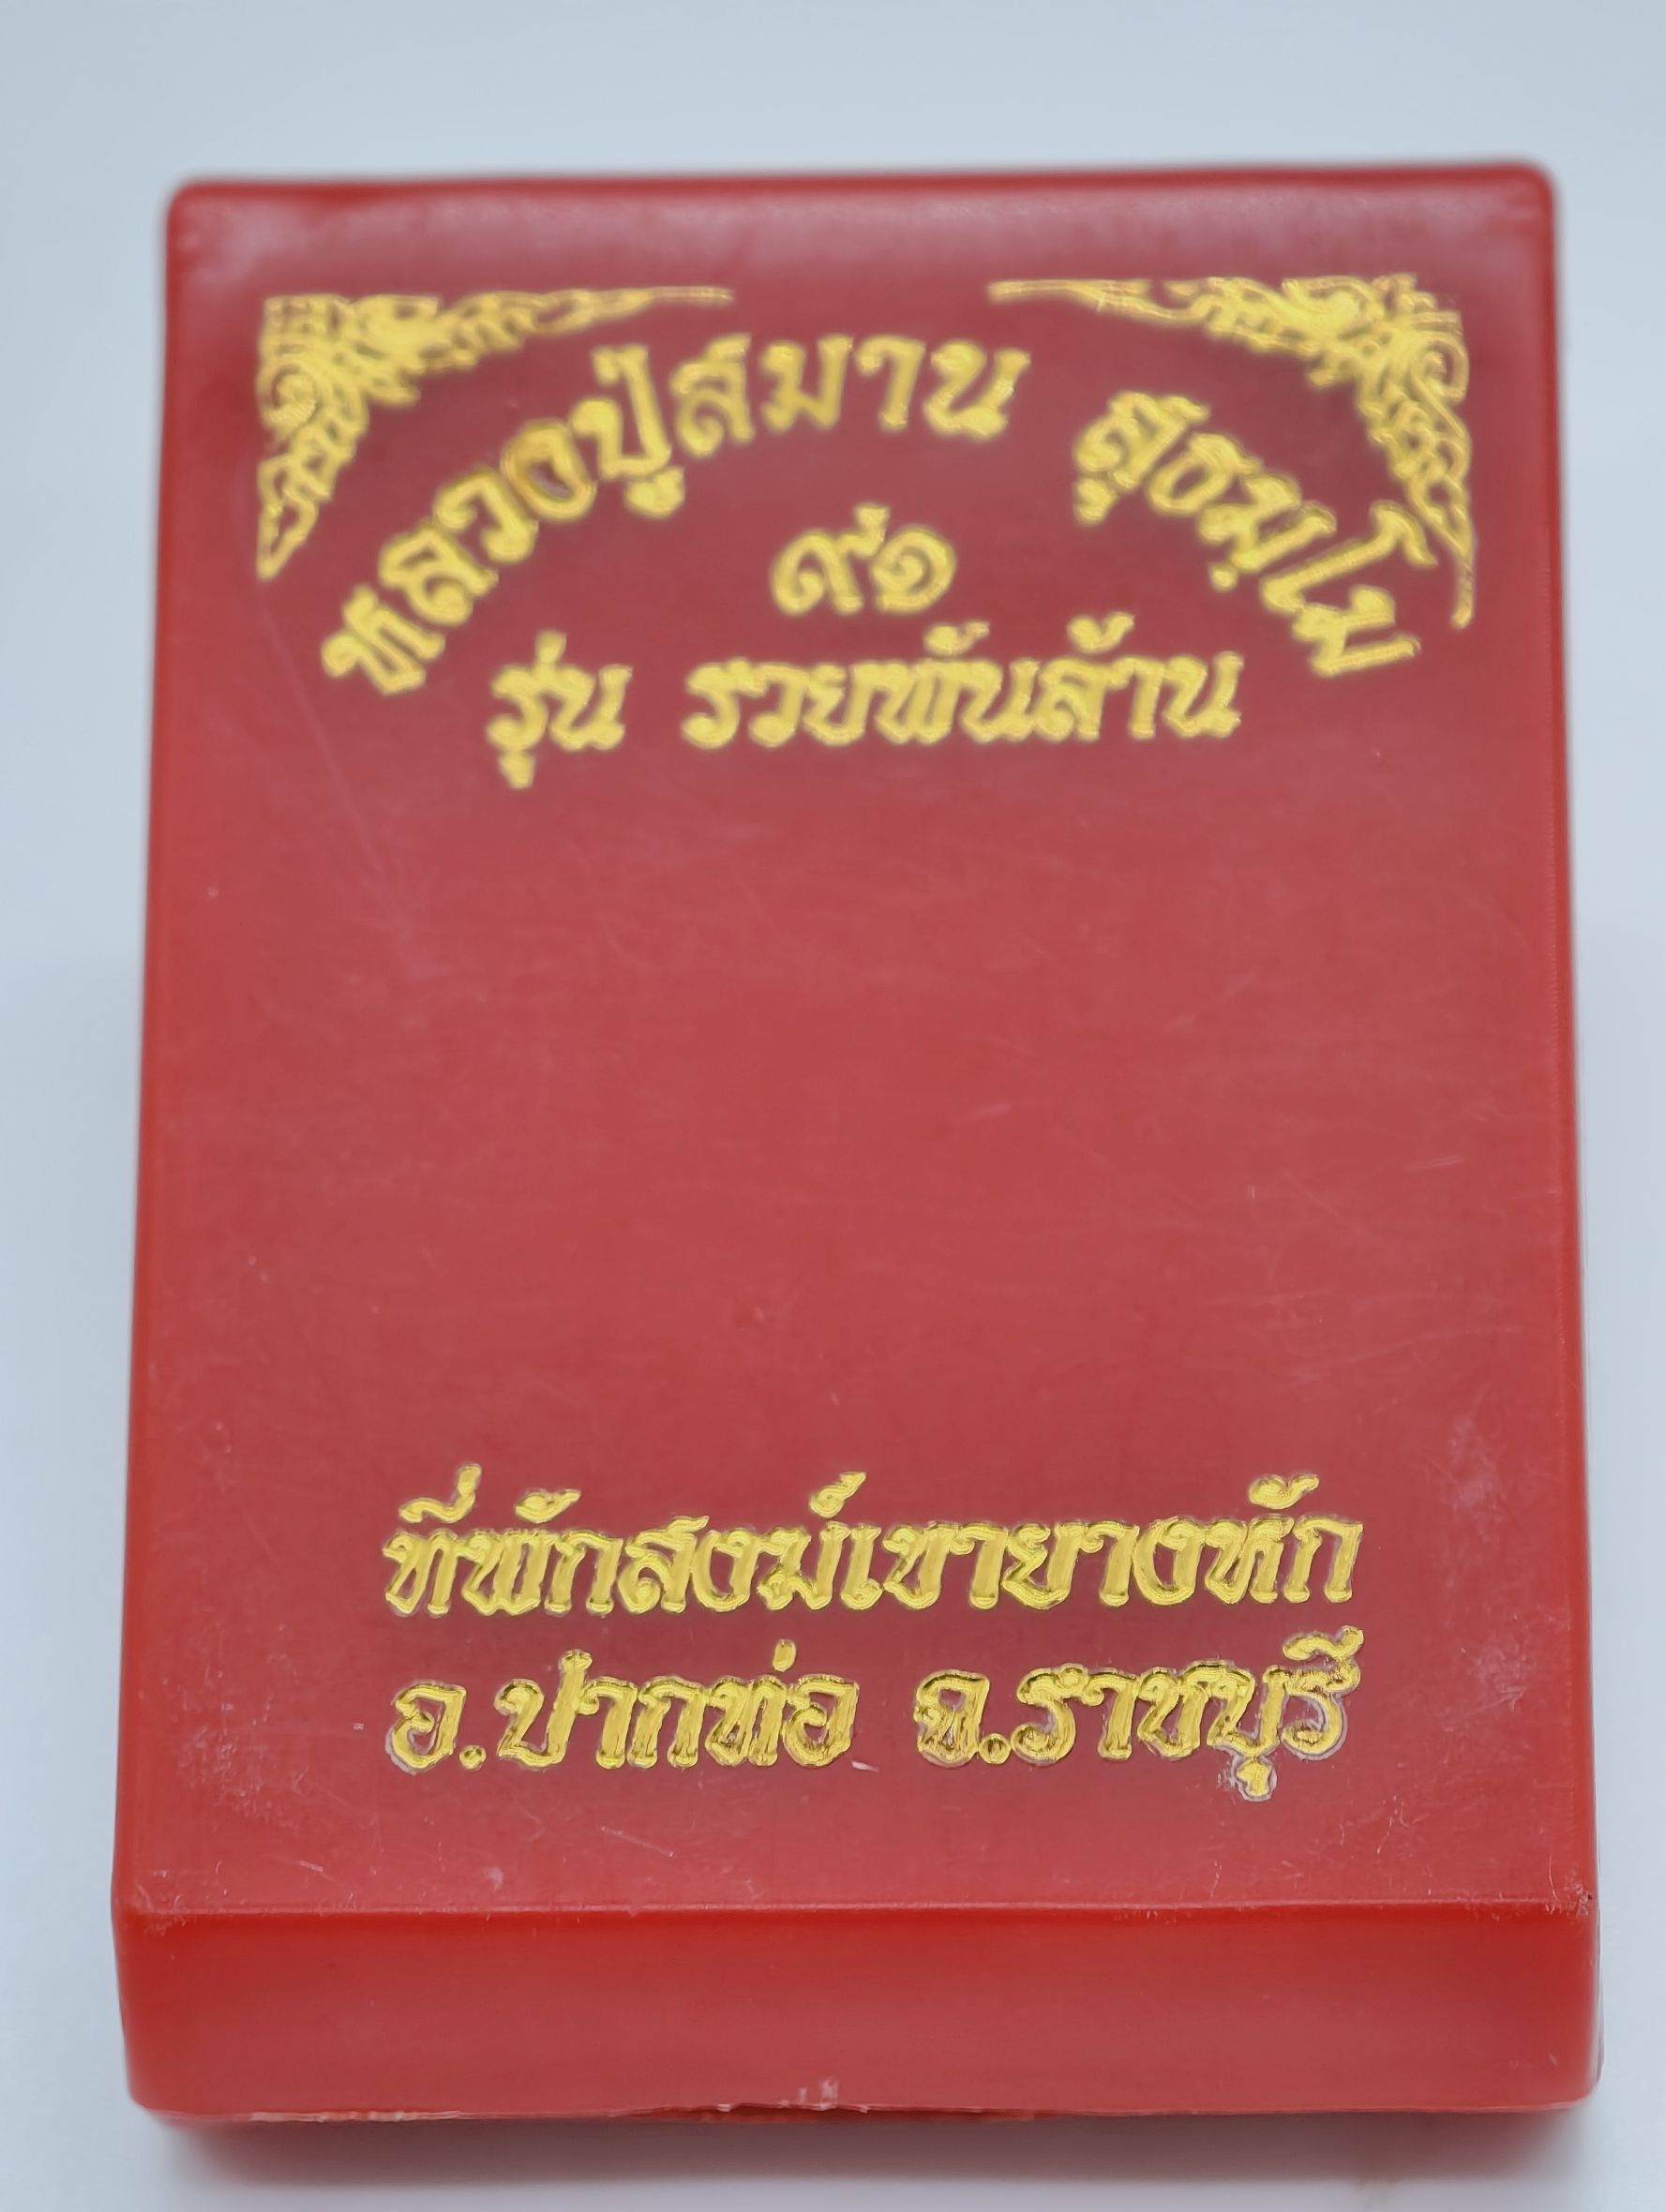 หลวงปู่สมาน สุธมฺโม
๙๑
รุ่น รวยพันล้าน
ที่พักสงฆ์เขายางหัก
อ.ปากท่อ จ.ราชบุรี